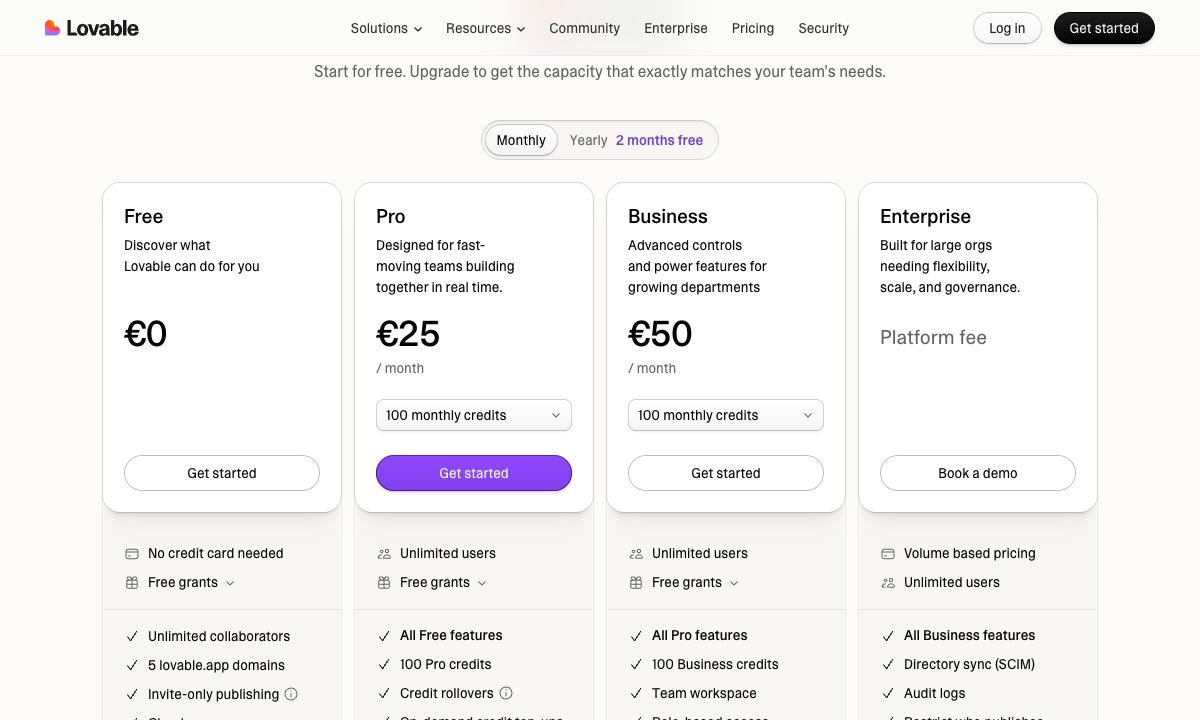 Lovable
Solutions
Resources
Community
Enterprise
Pricing
Security
Log in
Get started
Start for free. Upgrade to get the capacity that exactly matches your team's needs.
Monthly
Yearly 2 months free
Free
Discover what
Lovable can do for you
€0
Get started
No credit card needed
Free grants
Unlimited collaborators
5 lovable.app domains
Invite-only publishing
Pro
Designed for fast-
moving teams building
together in real time.
€25
/ month
100 monthly credits
Get started
Unlimited users
Free grants
All Free features
100 Pro credits
Credit rollovers
Business
Advanced controls
and power features for
growing departments
€50
/ month
100 monthly credits
Get started
Unlimited users
Free grants
All Pro features
100 Business credits
Team workspace
Enterprise
Built for large orgs
needing flexibility,
scale, and governance.
Platform fee
Book a demo
Volume based pricing
Unlimited users
All Business features
Directory sync (SCIM)
Audit logs